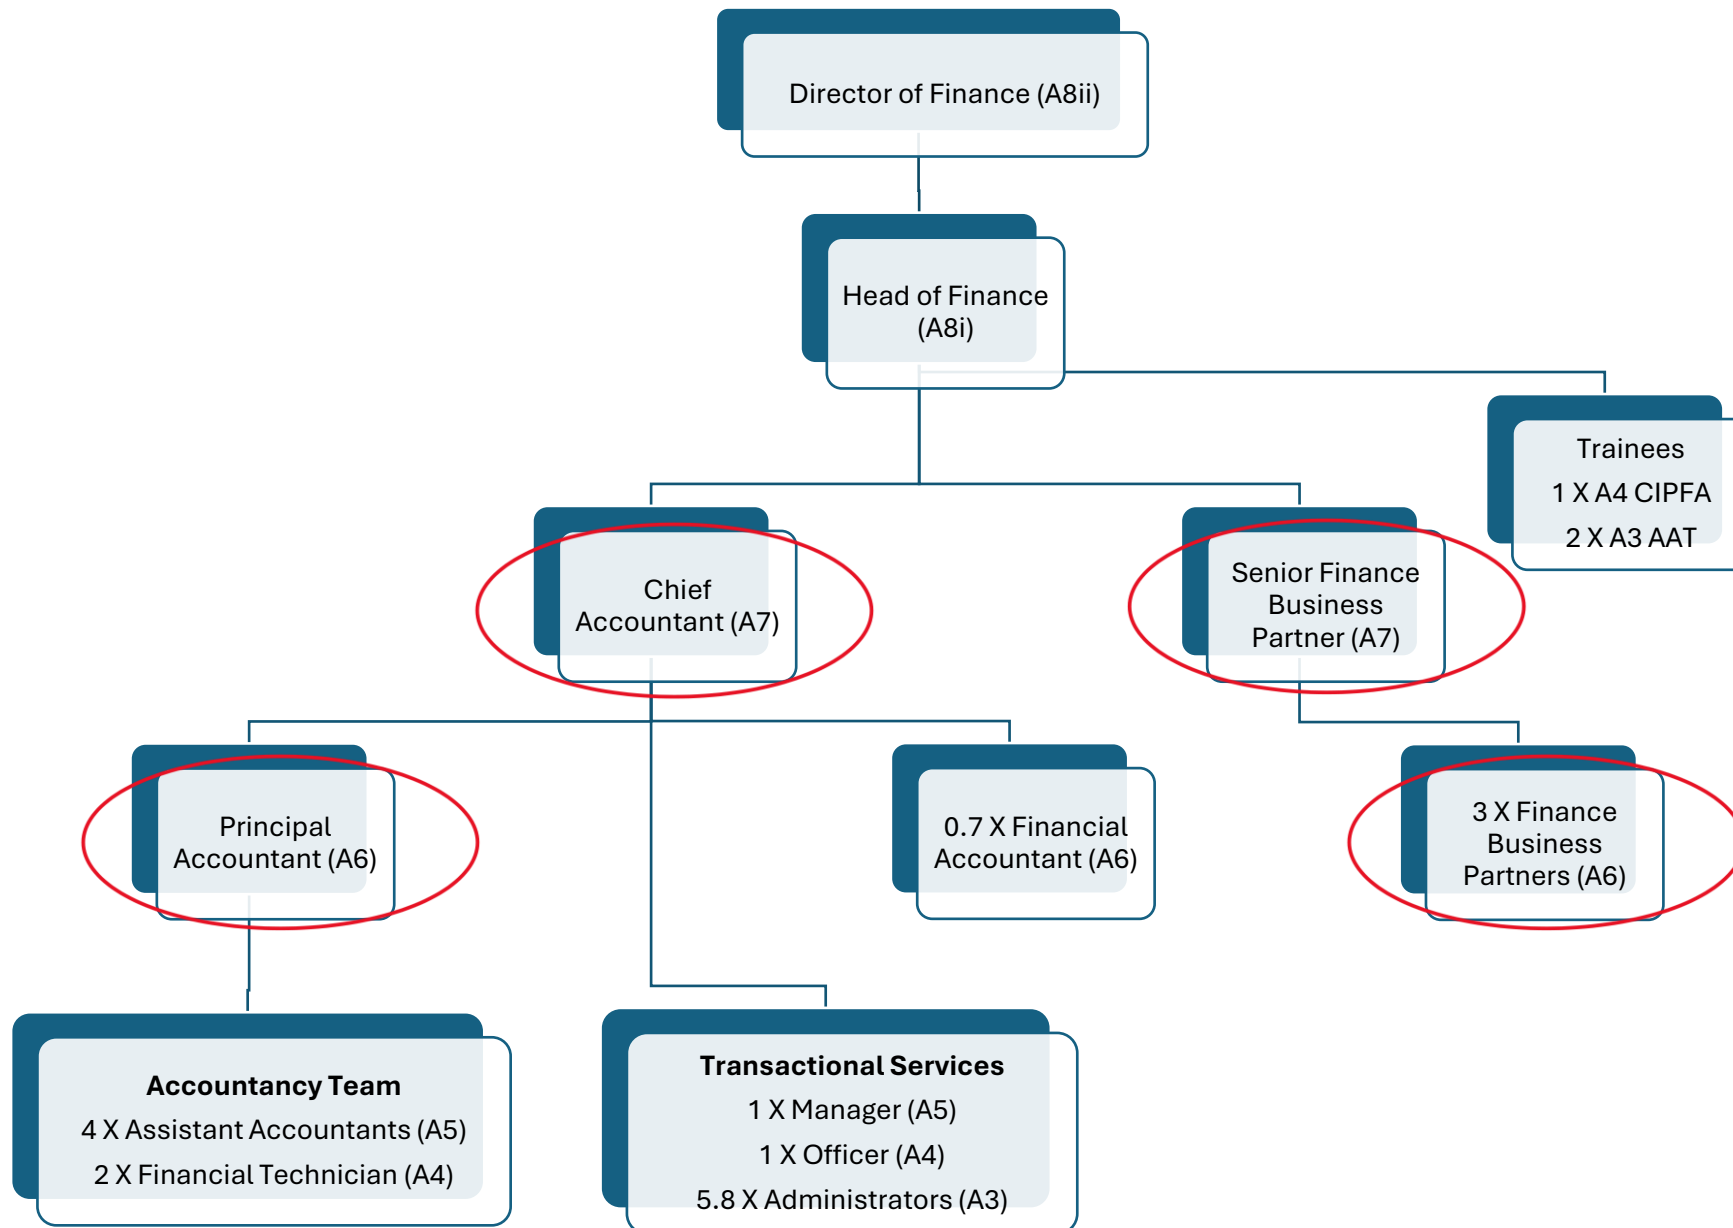 Director of Finance (A8ii)
Head of Finance
(A8i)
Trainees
1 X A4 CIPFA
2 X A3 AAT
Chief
Accountant (A7)
Senior Finance
Business
Partner (A7)
Principal
Accountant (A6)
0.7 X Financial
Accountant (A6)
3 X Finance
Business
Partners (A6)
Accountancy Team
4 X Assistant Accountants (A5)
2 X Financial Technician (A4)
Transactional Services
1 X Manager (A5)
1 X Officer (A4)
5.8 X Administrators (A3)